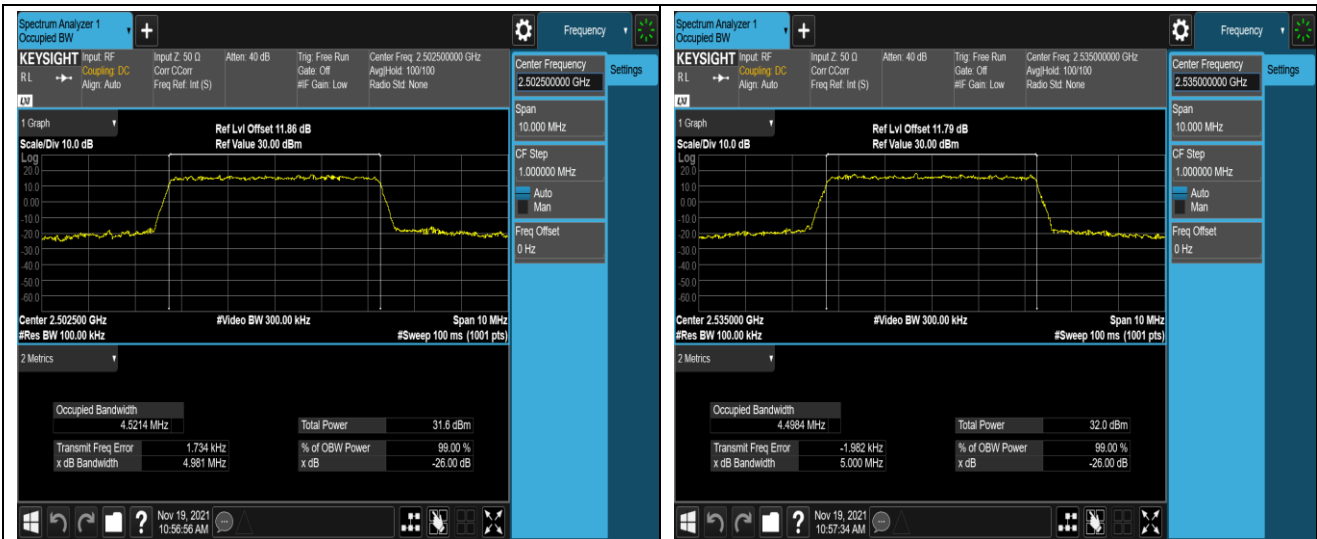 Spectrum Analyzer 1
Occupied BW
+
Frequency
KEYSIGHT
RL
LXI
Input: RF
Coupling: DC
Align: Auto
Input Z: 50 Ω
Corr CCorr
Freq Ref: Int (S)
Atten: 40 dB
Trig: Free Run
Gate: Off
#IF Gain: Low
Center Freq: 2.502500000 GHz
Avg|Hold: 100/100
Radio Std: None
Center Frequency
2.502500000 GHz
Settings
Span
10.000 MHz
CF Step
1.000000 MHz
Auto
Man
Freq Offset
0 Hz
1 Graph
Ref Lvl Offset 11.86 dB
Scale/Div 10.0 dB
Ref Value 30.00 dBm
Log
20.0
10.0
0.00
-10.0
-20.0
-30.0
-40.0
-50.0
-60.0
Center 2.502500 GHz
#Video BW 300.00 kHz
Span 10 MHz
#Res BW 100.00 kHz
#Sweep 100 ms (1001 pts)
2 Metrics
Occupied Bandwidth
4.5214 MHz
Total Power 31.6 dBm
Transmit Freq Error 1.734 kHz
% of OBW Power 99.00 %
x dB Bandwidth 4.981 MHz
x dB -26.00 dB
?
Nov 19, 2021
10:56:56 AM
Spectrum Analyzer 1
Occupied BW
+
Frequency
KEYSIGHT
RL
LXI
Input: RF
Coupling: DC
Align: Auto
Input Z: 50 Ω
Corr CCorr
Freq Ref: Int (S)
Atten: 40 dB
Trig: Free Run
Gate: Off
#IF Gain: Low
Center Freq: 2.535000000 GHz
Avg|Hold: 100/100
Radio Std: None
Center Frequency
2.535000000 GHz
Settings
Span
10.000 MHz
CF Step
1.000000 MHz
Auto
Man
Freq Offset
0 Hz
1 Graph
Ref Lvl Offset 11.79 dB
Scale/Div 10.0 dB
Ref Value 30.00 dBm
Log
20.0
10.0
0.00
-10.0
-20.0
-30.0
-40.0
-50.0
-60.0
Center 2.535000 GHz
#Video BW 300.00 kHz
Span 10 MHz
#Res BW 100.00 kHz
#Sweep 100 ms (1001 pts)
2 Metrics
Occupied Bandwidth
4.4984 MHz
Total Power 32.0 dBm
Transmit Freq Error -1.982 kHz
% of OBW Power 99.00 %
x dB Bandwidth 5.000 MHz
x dB -26.00 dB
?
Nov 19, 2021
10:57:34 AM